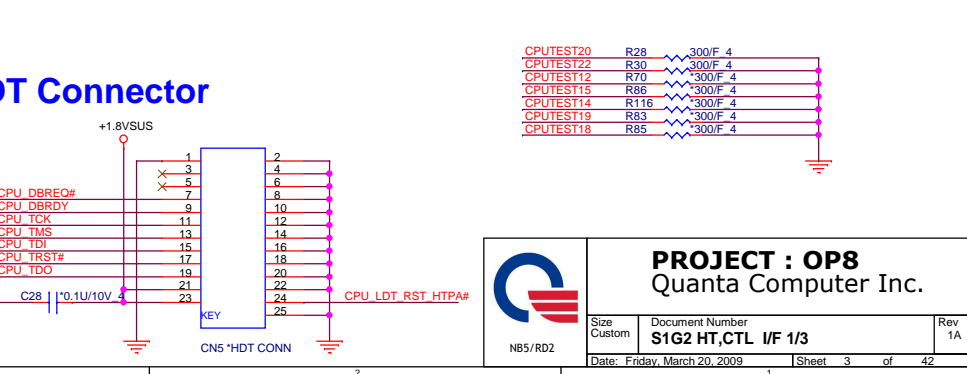 CPUTEST20 R28 300/F_4
CPUTEST22 R30 300/F_4
CPUTEST12 R70 *300/F_4
CPUTEST15 R86 *300/F_4
CPUTEST14 R116 *300/F_4
CPUTEST19 R83 *300/F_4
CPUTEST18 R85 *300/F_4
DT Connector
+1.8VSUS
1 2
3 4
5 6
CPU_DBREQ# 7 8
CPU_DBRDY 9 10
CPU_TCK 11 12
CPU_TMS 13 14
CPU_TDI 15 16
CPU_TRST# 17 18
CPU_TDO 19 20
21 22
C28 *0.1U/10V_4 23 24 CPU_LDT_RST_HTPA#
KEY 25
CN5 *HDT CONN
NB5/RD2
PROJECT : OP8
Quanta Computer Inc.
Size Document Number Rev
Custom S1G2 HT,CTL I/F 1/3 1A
Date: Friday, March 20, 2009 Sheet 3 of 42
2 1